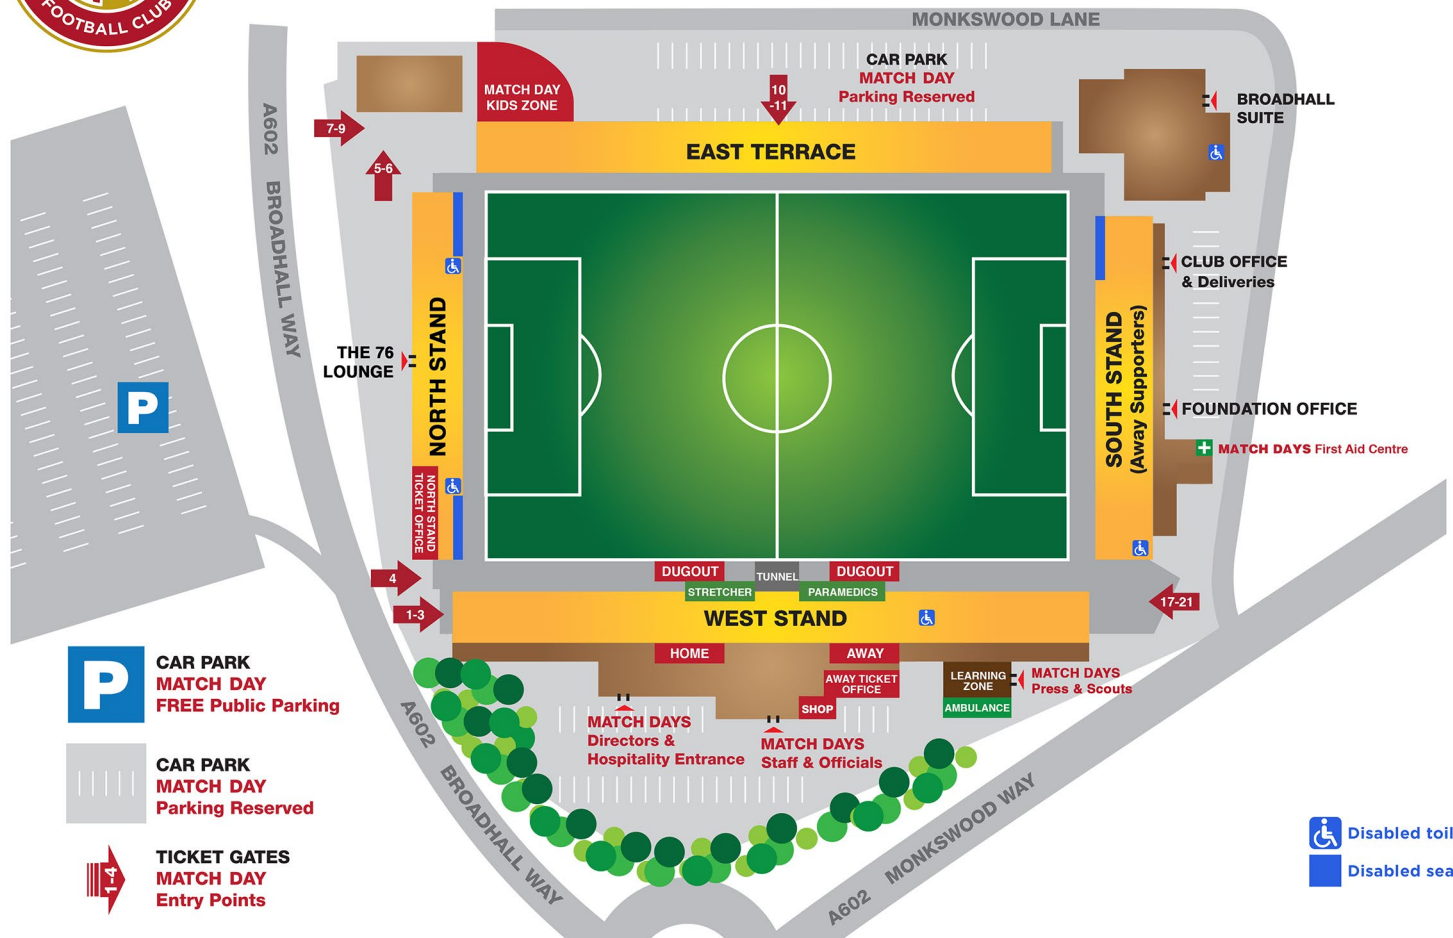 FOOTBALL CLUB
MONKSWOOD LANE
CAR PARK
MATCH DAY
Parking Reserved
MATCH DAY
KIDS ZONE
10
-11
BROADHALL
SUITE
7-9
5-6
EAST TERRACE
A602 BROADHALL WAY
NORTH STAND
THE 76
LOUNGE
NORTH STAND
TICKET OFFICE
P
SOUTH STAND
(Away Supporters)
CLUB OFFICE
& Deliveries
FOUNDATION OFFICE
MATCH DAYS First Aid Centre
4
1-3
17-21
DUGOUT
TUNNEL
DUGOUT
STRETCHER
PARAMEDICS
WEST STAND
HOME
AWAY
AWAY TICKET
OFFICE
SHOP
LEARNING
ZONE
AMBULANCE
MATCH DAYS
Press & Scouts
MATCH DAYS
Directors &
Hospitality Entrance
MATCH DAYS
Staff & Officials
A602 BROADHALL WAY
A602 MONKSWOOD WAY
P
CAR PARK
MATCH DAY
FREE Public Parking
CAR PARK
MATCH DAY
Parking Reserved
1-4
TICKET GATES
MATCH DAY
Entry Points
Disabled toil
Disabled sea